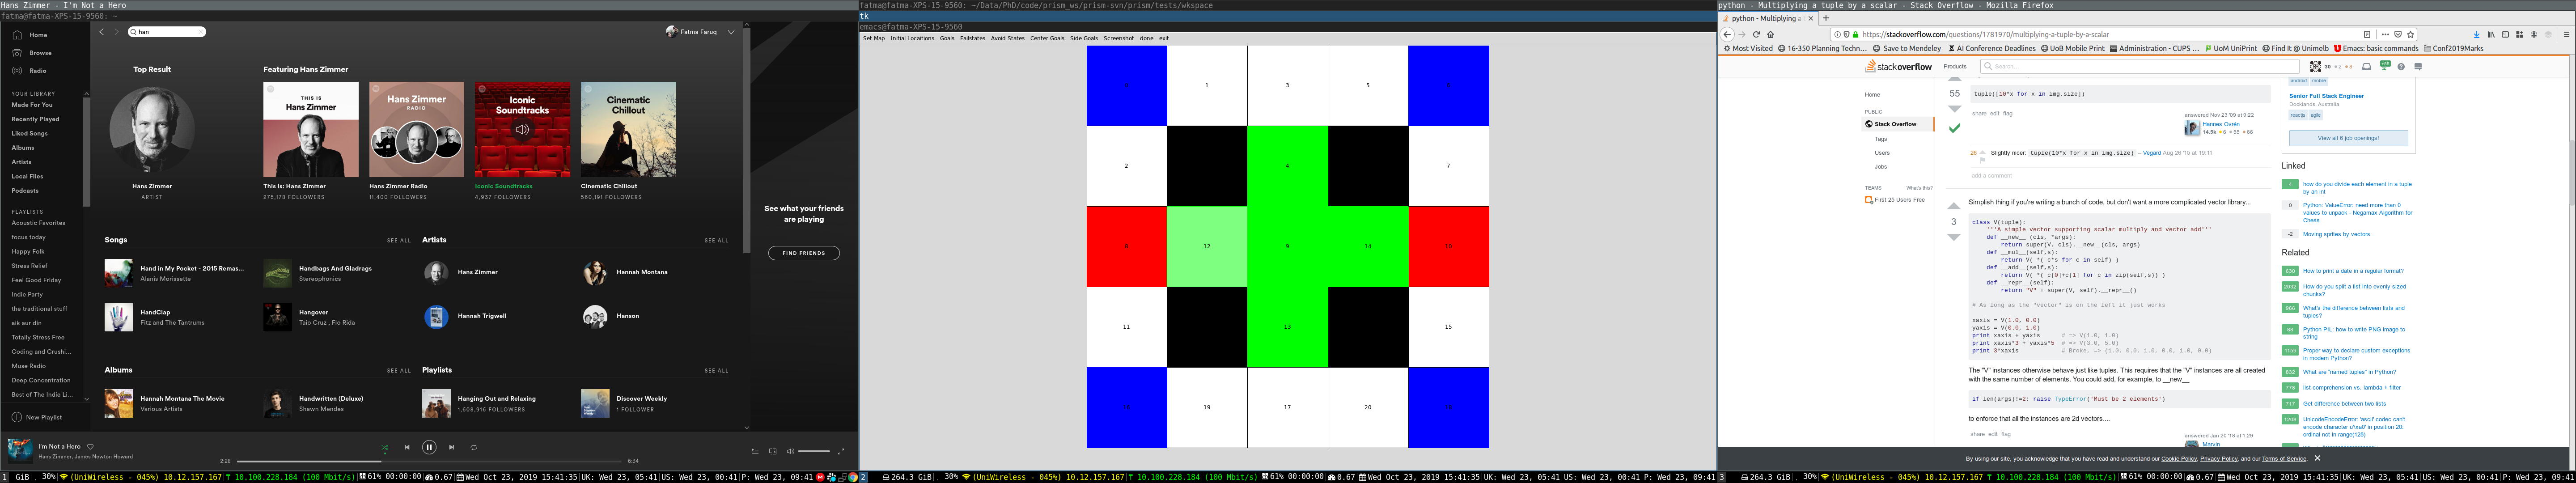 Hans Zimmer - I'm Not a Hero
fatma@fatma-XPS-15-9560: ~
Home
Browse
Radio
YOUR LIBRARY
Made For You
Recently Played
Liked Songs
Albums
Artists
Local Files
Podcasts
PLAYLISTS
Acoustic Favorites
focus today
Happy Folk
Stress Relief
Feel Good Friday
Indie Party
the traditional stuff
aik aur din
Totally Stress Free
Coding and Crushi...
Muse Radio
Deep Concentration
Best of The Indie Li...
New Playlist
han
Fatma Faruq
Top Result
Hans Zimmer
ARTIST
Featuring Hans Zimmer
THIS IS
Hans Zimmer
Hans Zimmer
RADIO
Iconic
Soundtracks
Cinematic
Chillout
This Is: Hans Zimmer
Hans Zimmer Radio
Iconic Soundtracks
Cinematic Chillout
275,178 FOLLOWERS
11,400 FOLLOWERS
4,937 FOLLOWERS
560,191 FOLLOWERS
See what your friends
are playing
FIND FRIENDS
Songs
SEE ALL
Artists
SEE ALL
Hand in My Pocket - 2015 Remas...
Alanis Morissette
Handbags And Gladrags
Stereophonics
Hans Zimmer
Hannah Montana
HandClap
Fitz and The Tantrums
Hangover
Taio Cruz , Flo Rida
Hannah Trigwell
Hanson
Albums
SEE ALL
Playlists
SEE ALL
Hannah Montana The Movie
Various Artists
Handwritten (Deluxe)
Shawn Mendes
Hanging Out and Relaxing
1,608,916 FOLLOWERS
Discover Weekly
1 FOLLOWER
I'm Not a Hero
Hans Zimmer, James Newton Howard
2:28
6:34
1 GiB 30% (UniWireless - 045%) 10.12.157.167 10.100.228.184 (100 Mbit/s) 61% 00:00:00 0.67 Wed Oct 23, 2019 15:41:35 UK: Wed 23, 05:41 US: Wed 23, 00:41 P: Wed 23, 09:41
fatma@fatma-XPS-15-9560: ~/Data/PhD/code/prism_ws/prism-svn/prism/tests/wkspace
tk
emacs@fatma-XPS-15-9560
Set Map Initial Locaitions Goals Failstates Avoid States Center Goals Side Goals Screenshot done exit
1 3 5
2 4 7
12 9 14
11 13 15
19 17 20
2 264.3 GiB 30% (UniWireless - 045%) 10.12.157.167 10.100.228.184 (100 Mbit/s) 61% 00:00:00 0.67 Wed Oct 23, 2019 15:41:35 UK: Wed 23, 05:41 US: Wed 23, 00:41 P: Wed 23, 09:41
python - Multiplying a tuple by a scalar - Stack Overflow - Mozilla Firefox
python - Multiplying a
https://stackoverflow.com/questions/1781970/multiplying-a-tuple-by-a-scalar
Most Visited 16-350 Planning Techn... Save to Mendeley AI Conference Deadlines UoB Mobile Print Administration - CUPS ... UoM UniPrint Find It @ Unimelb Emacs: basic commands Conf2019Marks
stackoverflow
Products
Search...
Home
PUBLIC
Stack Overflow
Tags
Users
Jobs
TEAMS What's this?
First 25 Users Free
55
tuple([10*x for x in img.size])
share edit flag
answered Nov 23 '09 at 9:22
Hannes Ovrén
26
Slightly nicer: tuple(10*x for x in img.size) – Vegard Aug 26 '15 at 19:11
add a comment
3
Simplish thing if you're writing a bunch of code, but don't want a more complicated vector library...
class V(tuple):
'''A simple vector supporting scalar multiply and vector add'''
def __new__ (cls, *args):
return super(V, cls).__new__(cls, args)
def __mul__(self,s):
return V( *( c*s for c in self) )
def __add__(self,s):
return V( *( c[0]+c[1] for c in zip(self,s)) )
def __repr__(self):
return "V" + super(V, self).__repr__()
# As long as the "vector" is on the left it just works
xaxis = V(1.0, 0.0)
yaxis = V(0.0, 1.0)
print xaxis + yaxis # => V(1.0, 1.0)
print xaxis*3 + yaxis*5 # => V(3.0, 5.0)
print 3*xaxis # Broke, => (1.0, 0.0, 1.0, 0.0, 1.0, 0.0)
The "V" instances otherwise behave just like tuples. This requires that the "V" instances are all created
with the same number of elements. You could add, for example, to __new__
if len(args)!=2: raise TypeError('Must be 2 elements')
to enforce that all the instances are 2d vectors....
share edit flag
answered Jan 20 '19 at 1:29
android mobile
Senior Full Stack Engineer
Docklands, Australia
reactjs agile
View all 8 job openings!
Linked
4 how do you divide each element in a tuple
by an int
0 Python: ValueError: need more than 0
values to unpack - Negamax Algorithm for
Chess
-2 Moving sprites by vectors
Related
630 How to print a date in a regular format?
2032 How do you split a list into evenly sized
chunks?
966 What's the difference between lists and
tuples?
89 Python PIL: how to write PNG image to
string
1159 Proper way to declare custom exceptions
in modern Python?
832 What are "named tuples" in Python?
776 list comprehension vs. lambda + filter
717 Get difference between two lists
1208 UnicodeEncodeError: 'ascii' codec can't
encode character u'\xa0' in position 20:
ordinal not in range(128)
By using our site, you acknowledge that you have read and understand our Cookie Policy, Privacy Policy, and our Terms of Service.
3 264.3 GiB 30% (UniWireless - 045%) 10.12.157.167 10.100.228.184 (100 Mbit/s) 61% 00:00:00 0.67 Wed Oct 23, 2019 15:41:35 UK: Wed 23, 05:41 US: Wed 23, 00:41 P: Wed 23, 09:41